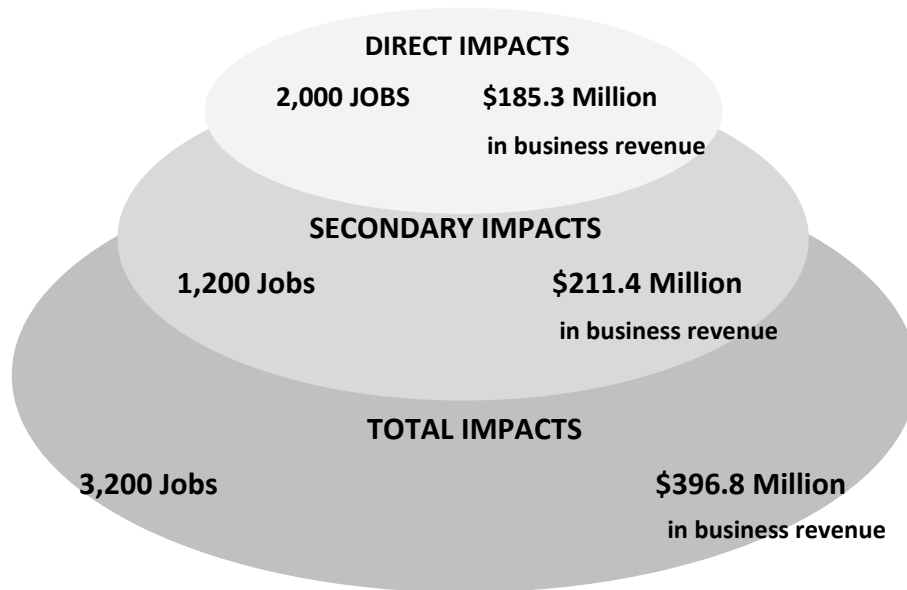 DIRECT IMPACTS
2,000 JOBS $185.3 Million
in business revenue
SECONDARY IMPACTS
1,200 Jobs $211.4 Million
in business revenue
TOTAL IMPACTS
3,200 Jobs $396.8 Million
in business revenue